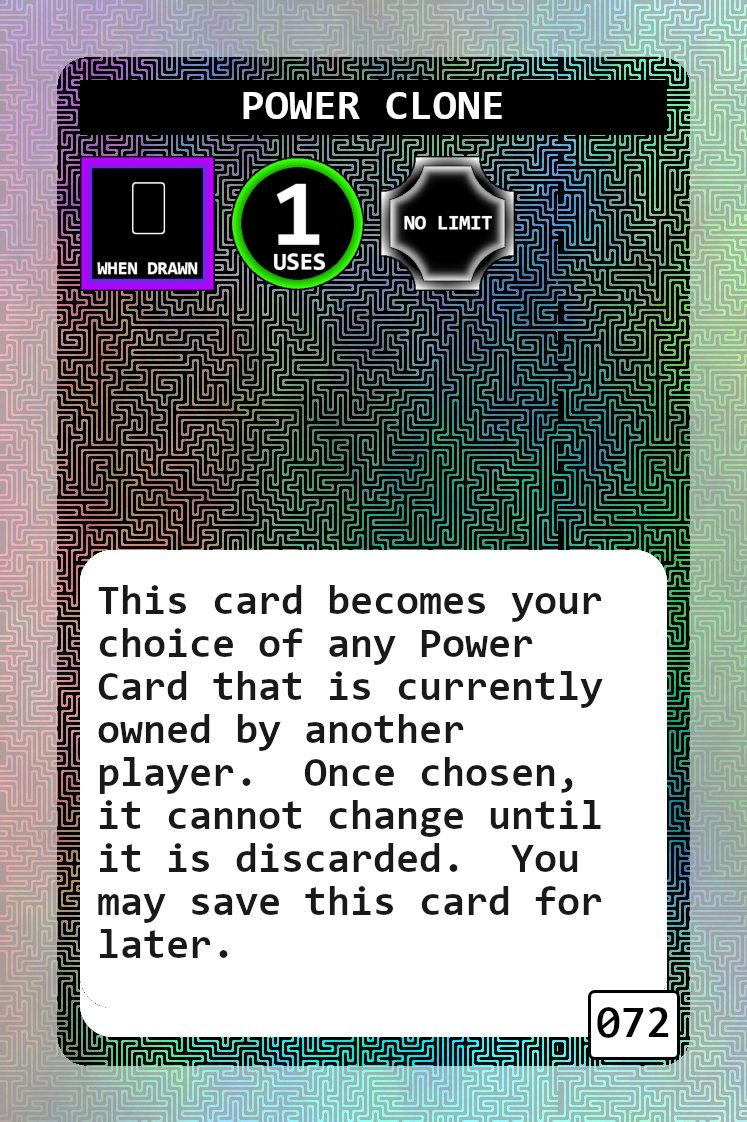 POWER CLONE
WHEN DRAWN
1
USES
NO LIMIT
This card becomes your
choice of any Power
Card that is currently
owned by another
player.  Once chosen,
it cannot change until
it is discarded.  You
may save this card for
later.
072